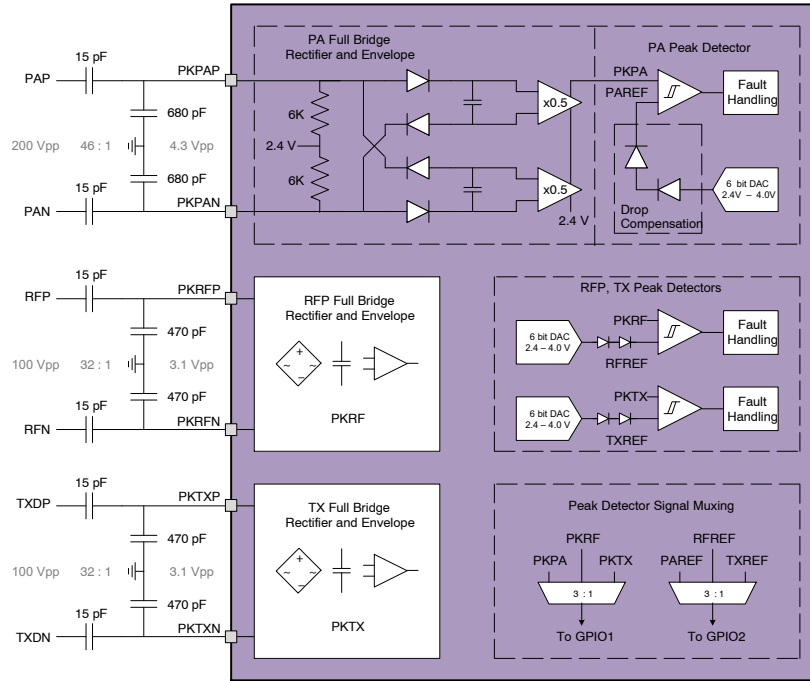 PA Full Bridge
Rectifier and Envelope
PA Peak Detector
15 pF
PAP
PKPAP
680 pF
200 Vpp
46 : 1
4.3 Vpp
680 pF
15 pF
PAN
PKPAN
6K
2.4 V
6K
x0.5
x0.5
2.4 V
PKPA
PAREF
Fault
Handling
6 bit DAC
2.4V – 4.0V
Drop
Compensation
15 pF
RFP
PKRFP
470 pF
100 Vpp
32 : 1
3.1 Vpp
470 pF
15 pF
RFN
PKRFN
RFP Full Bridge
Rectifier and Envelope
PKRF
RFP, TX Peak Detectors
6 bit DAC
2.4 – 4.0 V
PKRF
RFREF
Fault
Handling
6 bit DAC
2.4 – 4.0 V
PKTX
TXREF
Fault
Handling
15 pF
TXDP
PKTXP
470 pF
100 Vpp
32 : 1
3.1 Vpp
470 pF
15 pF
TXDN
PKTXN
TX Full Bridge
Rectifier and Envelope
PKTX
Peak Detector Signal Muxing
PKRF
PKPA
PKTX
3 : 1
To GPIO1
RFREF
PAREF
TXREF
3 : 1
To GPIO2